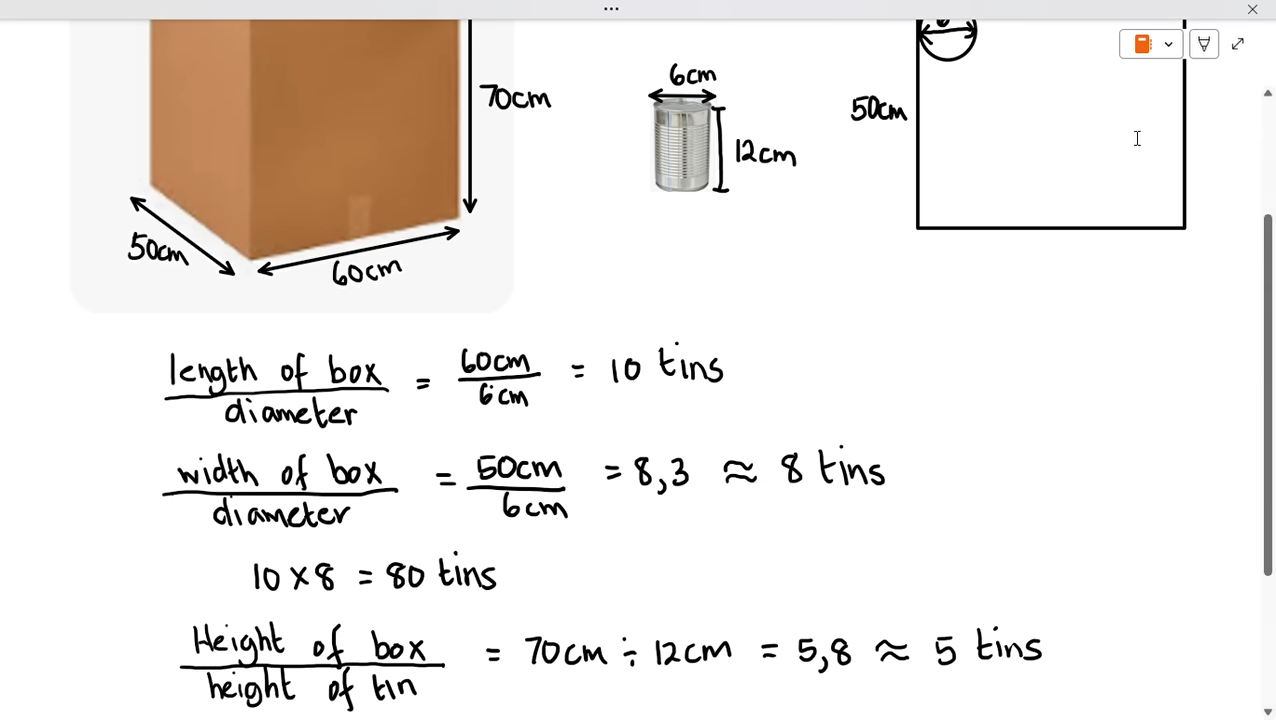 6cm
70cm
50cm
12cm
50cm
60cm
length of box / diameter = 60cm / 6cm = 10 tins
width of box / diameter = 50cm / 6cm = 8,3 ≈ 8 tins
10 × 8 = 80 tins
Height of box / height of tin = 70cm ÷ 12cm = 5,8 ≈ 5 tins